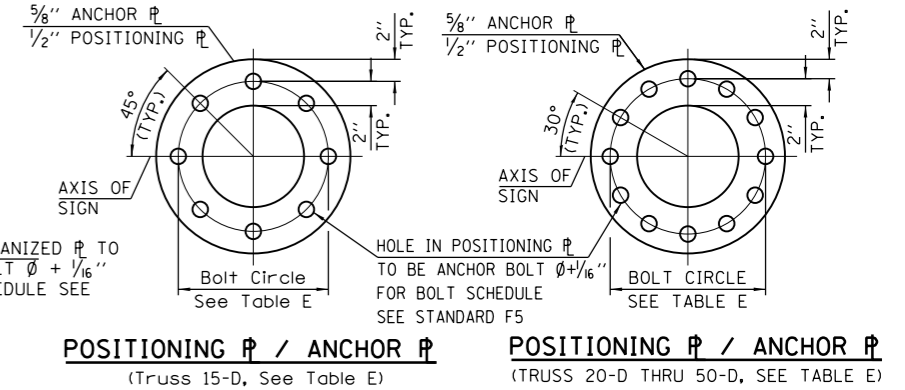 5/8" ANCHOR ⅊
1/2" POSITIONING ⅊
2"
TYP.
45°
(TYP.)
2"
TYP.
AXIS OF
SIGN
ANIZED ⅊ TO
LT Ø + 1/16"
EDULE SEE
Bolt Circle
See Table E
HOLE IN POSITIONING ⅊
TO BE ANCHOR BOLT Ø+1/16"
FOR BOLT SCHEDULE
SEE STANDARD F5
POSITIONING ⅊ / ANCHOR ⅊
(Truss 15-D, See Table E)
5/8" ANCHOR ⅊
1/2" POSITIONING ⅊
2"
TYP.
30°
(TYP.)
2"
TYP.
AXIS OF
SIGN
BOLT CIRCLE
SEE TABLE E
POSITIONING ⅊ / ANCHOR ⅊
(TRUSS 20-D THRU 50-D, SEE TABLE E)